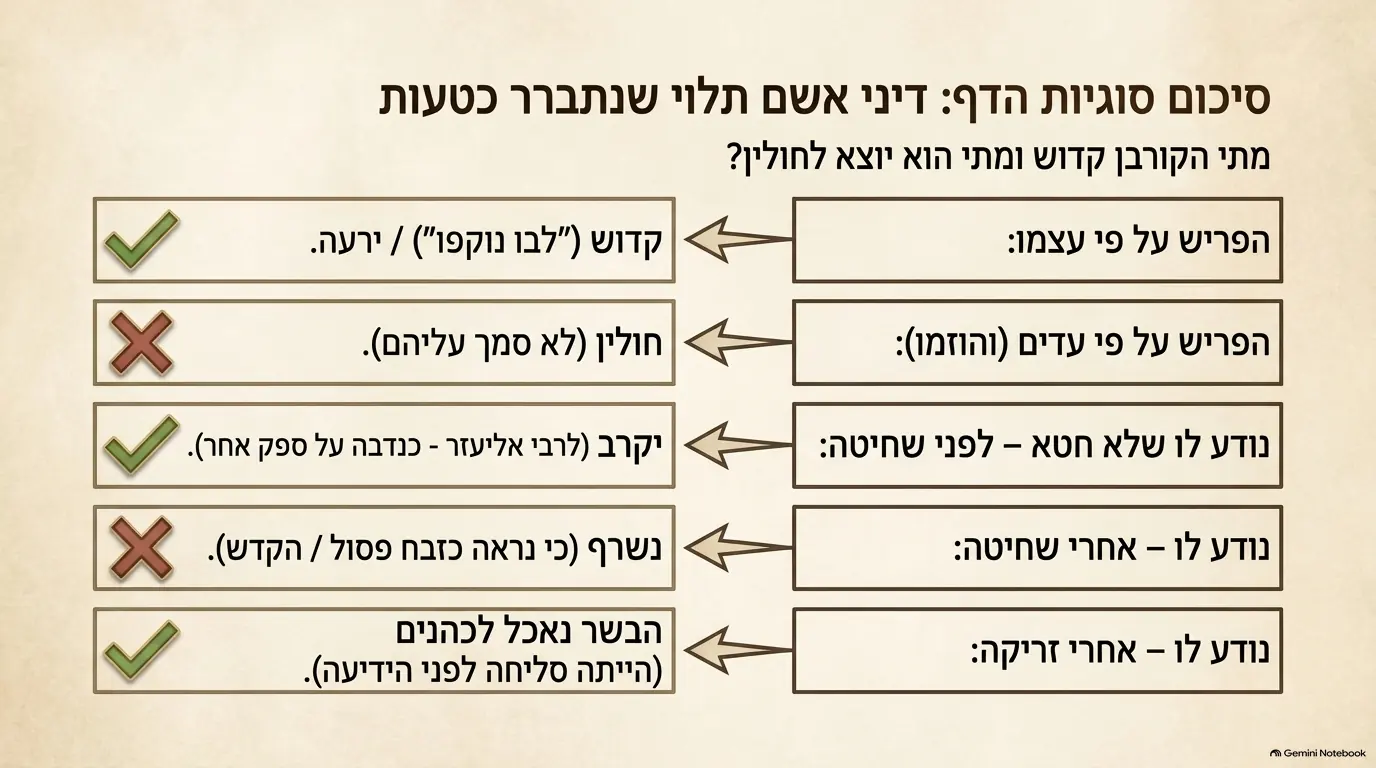 סיכום סוגיות הדף: דיני אשם תלוי שנתברר כטעות
מתי הקורבן קדוש ומתי הוא יוצא לחולין?
הפריש על פי עצמו:
קדוש ("לבו נוקפו") / ירעה.
הפריש על פי עדים (והוזמו):
חולין (לא סמך עליהם).
נודע לו שלא חטא – לפני שחיטה:
יקרב (לרבי אליעזר - כנדבה על ספק אחר).
נודע לו – אחרי שחיטה:
נשרף (כי נראה כזבח פסול / הקדש).
נודע לו – אחרי זריקה:
הבשר נאכל לכהנים
(הייתה סליחה לפני הידיעה).
Gemini Notebook